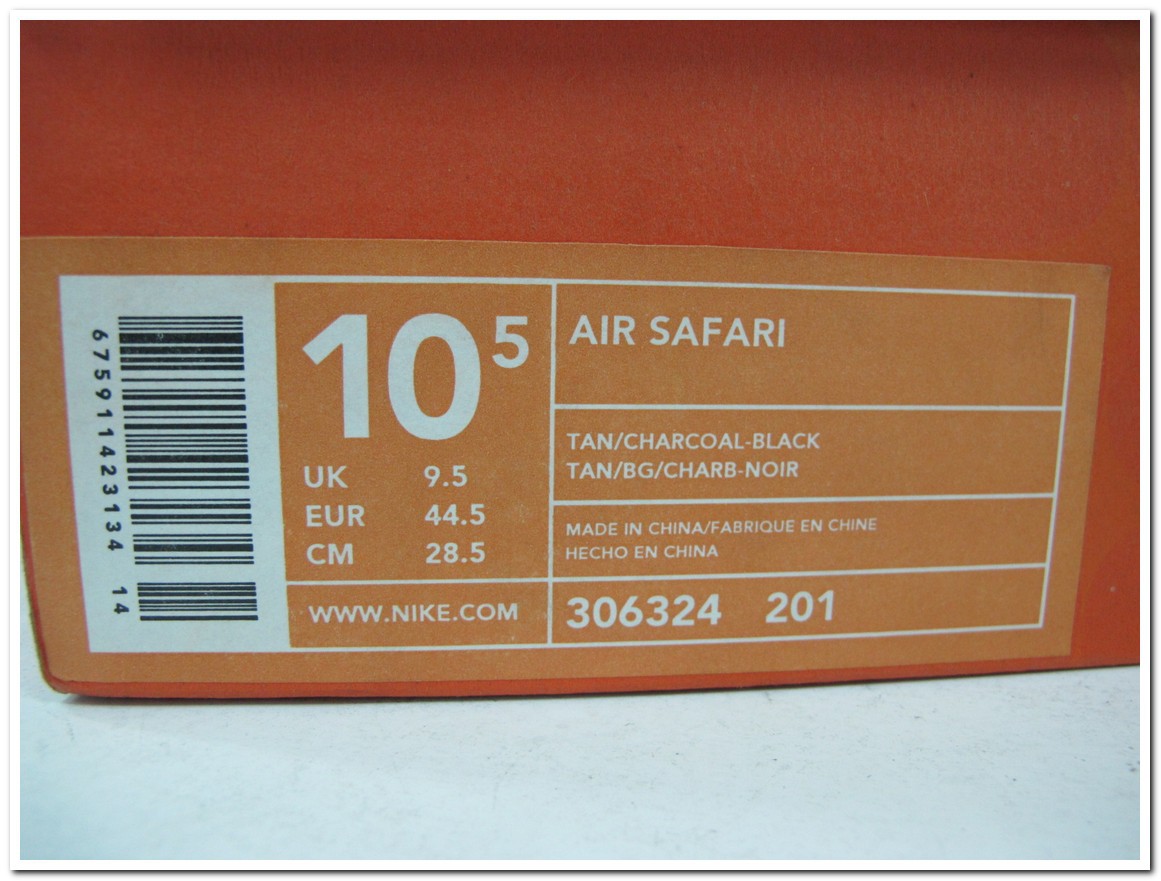 675911423134 14
10 5
UK 9.5
EUR 44.5
CM 28.5
WWW.NIKE.COM
AIR SAFARI
TAN/CHARCOAL-BLACK
TAN/BG/CHARB-NOIR
MADE IN CHINA/FABRIQUE EN CHINE
HECHO EN CHINA
306324 201